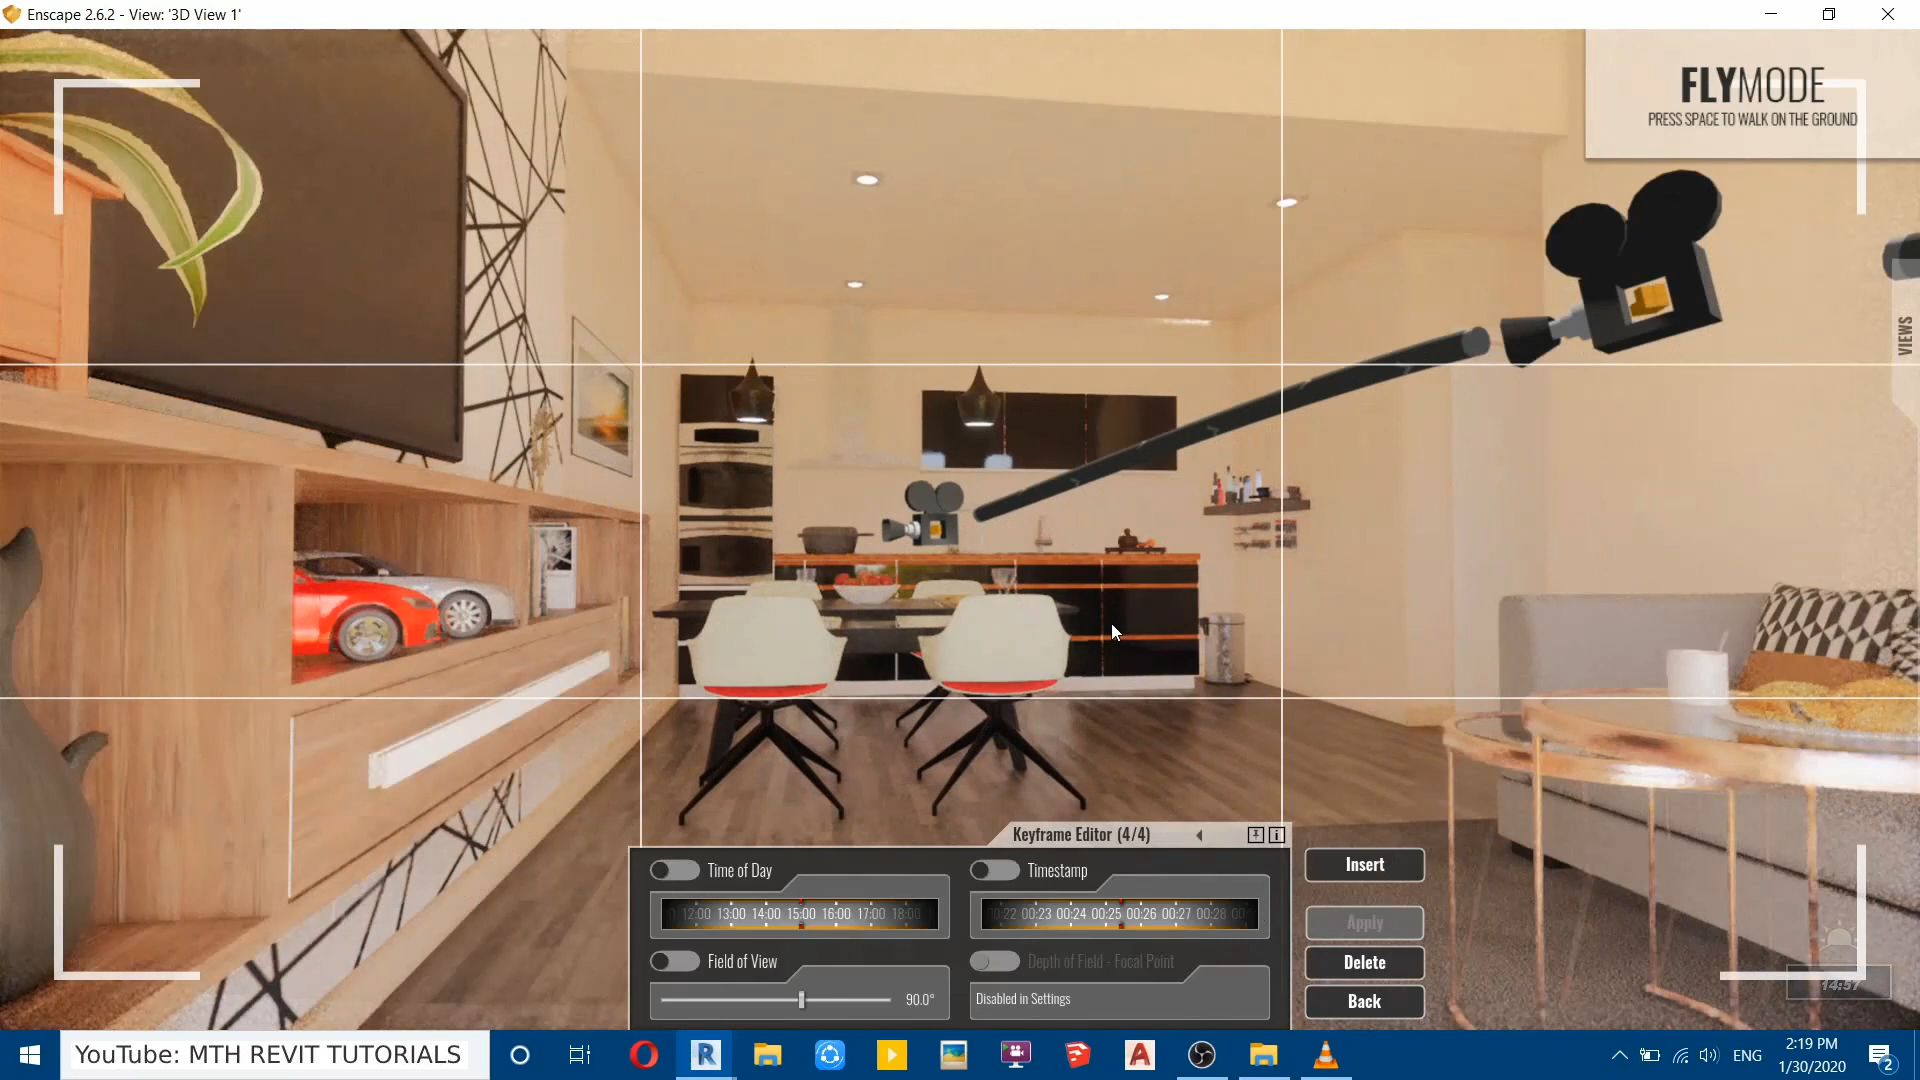 Enscape 2.6.2 - View: '3D View 1'
FLYMODE
PRESS SPACE TO WALK ON THE GROUND
VIEWS
Keyframe Editor (4/4)
Time of Day
12:00 13:00 14:00 15:00 16:00 17:00 18:00
Timestamp
00:22 00:23 00:24 00:25 00:26 00:27 00:28
Field of View
90.0°
Depth of Field - Focal Point
Disabled in Settings
Insert
Apply
Delete
Back
14:57
YouTube: MTH REVIT TUTORIALS
ENG
2:19 PM
1/30/2020
2